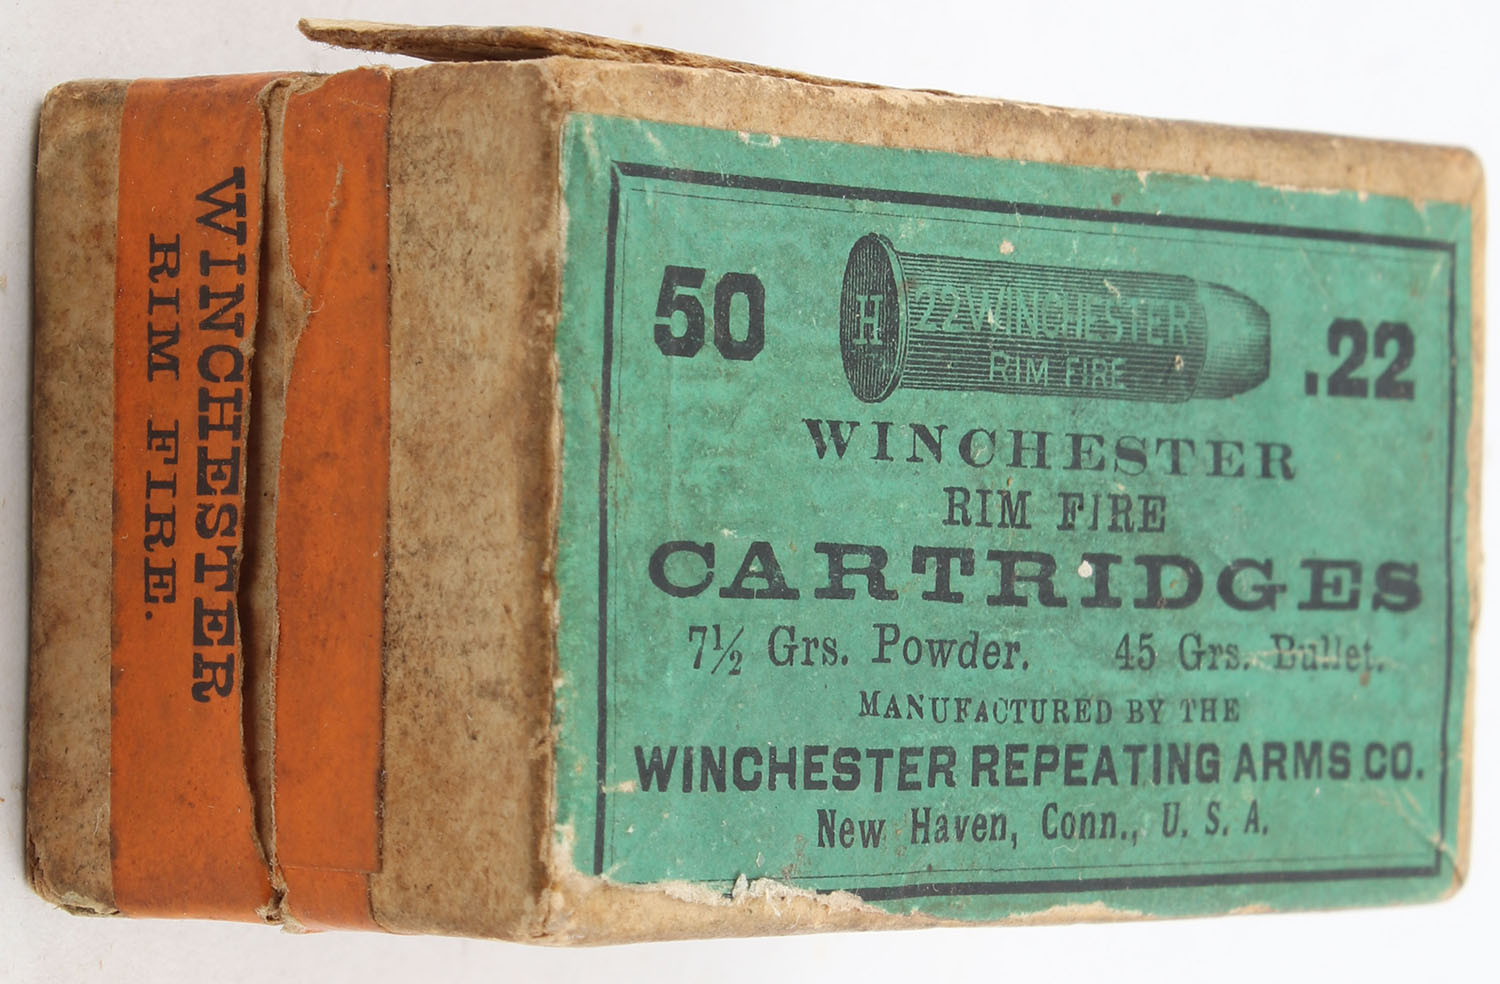 WINCHESTER
RIM FIRE.
50
H
22 WINCHESTER
RIM FIRE
.22
WINCHESTER
RIM FIRE
CARTRIDGES
7½ Grs. Powder. 45 Grs. Bullet.
MANUFACTURED BY THE
WINCHESTER REPEATING ARMS CO.
New Haven, Conn., U. S. A.